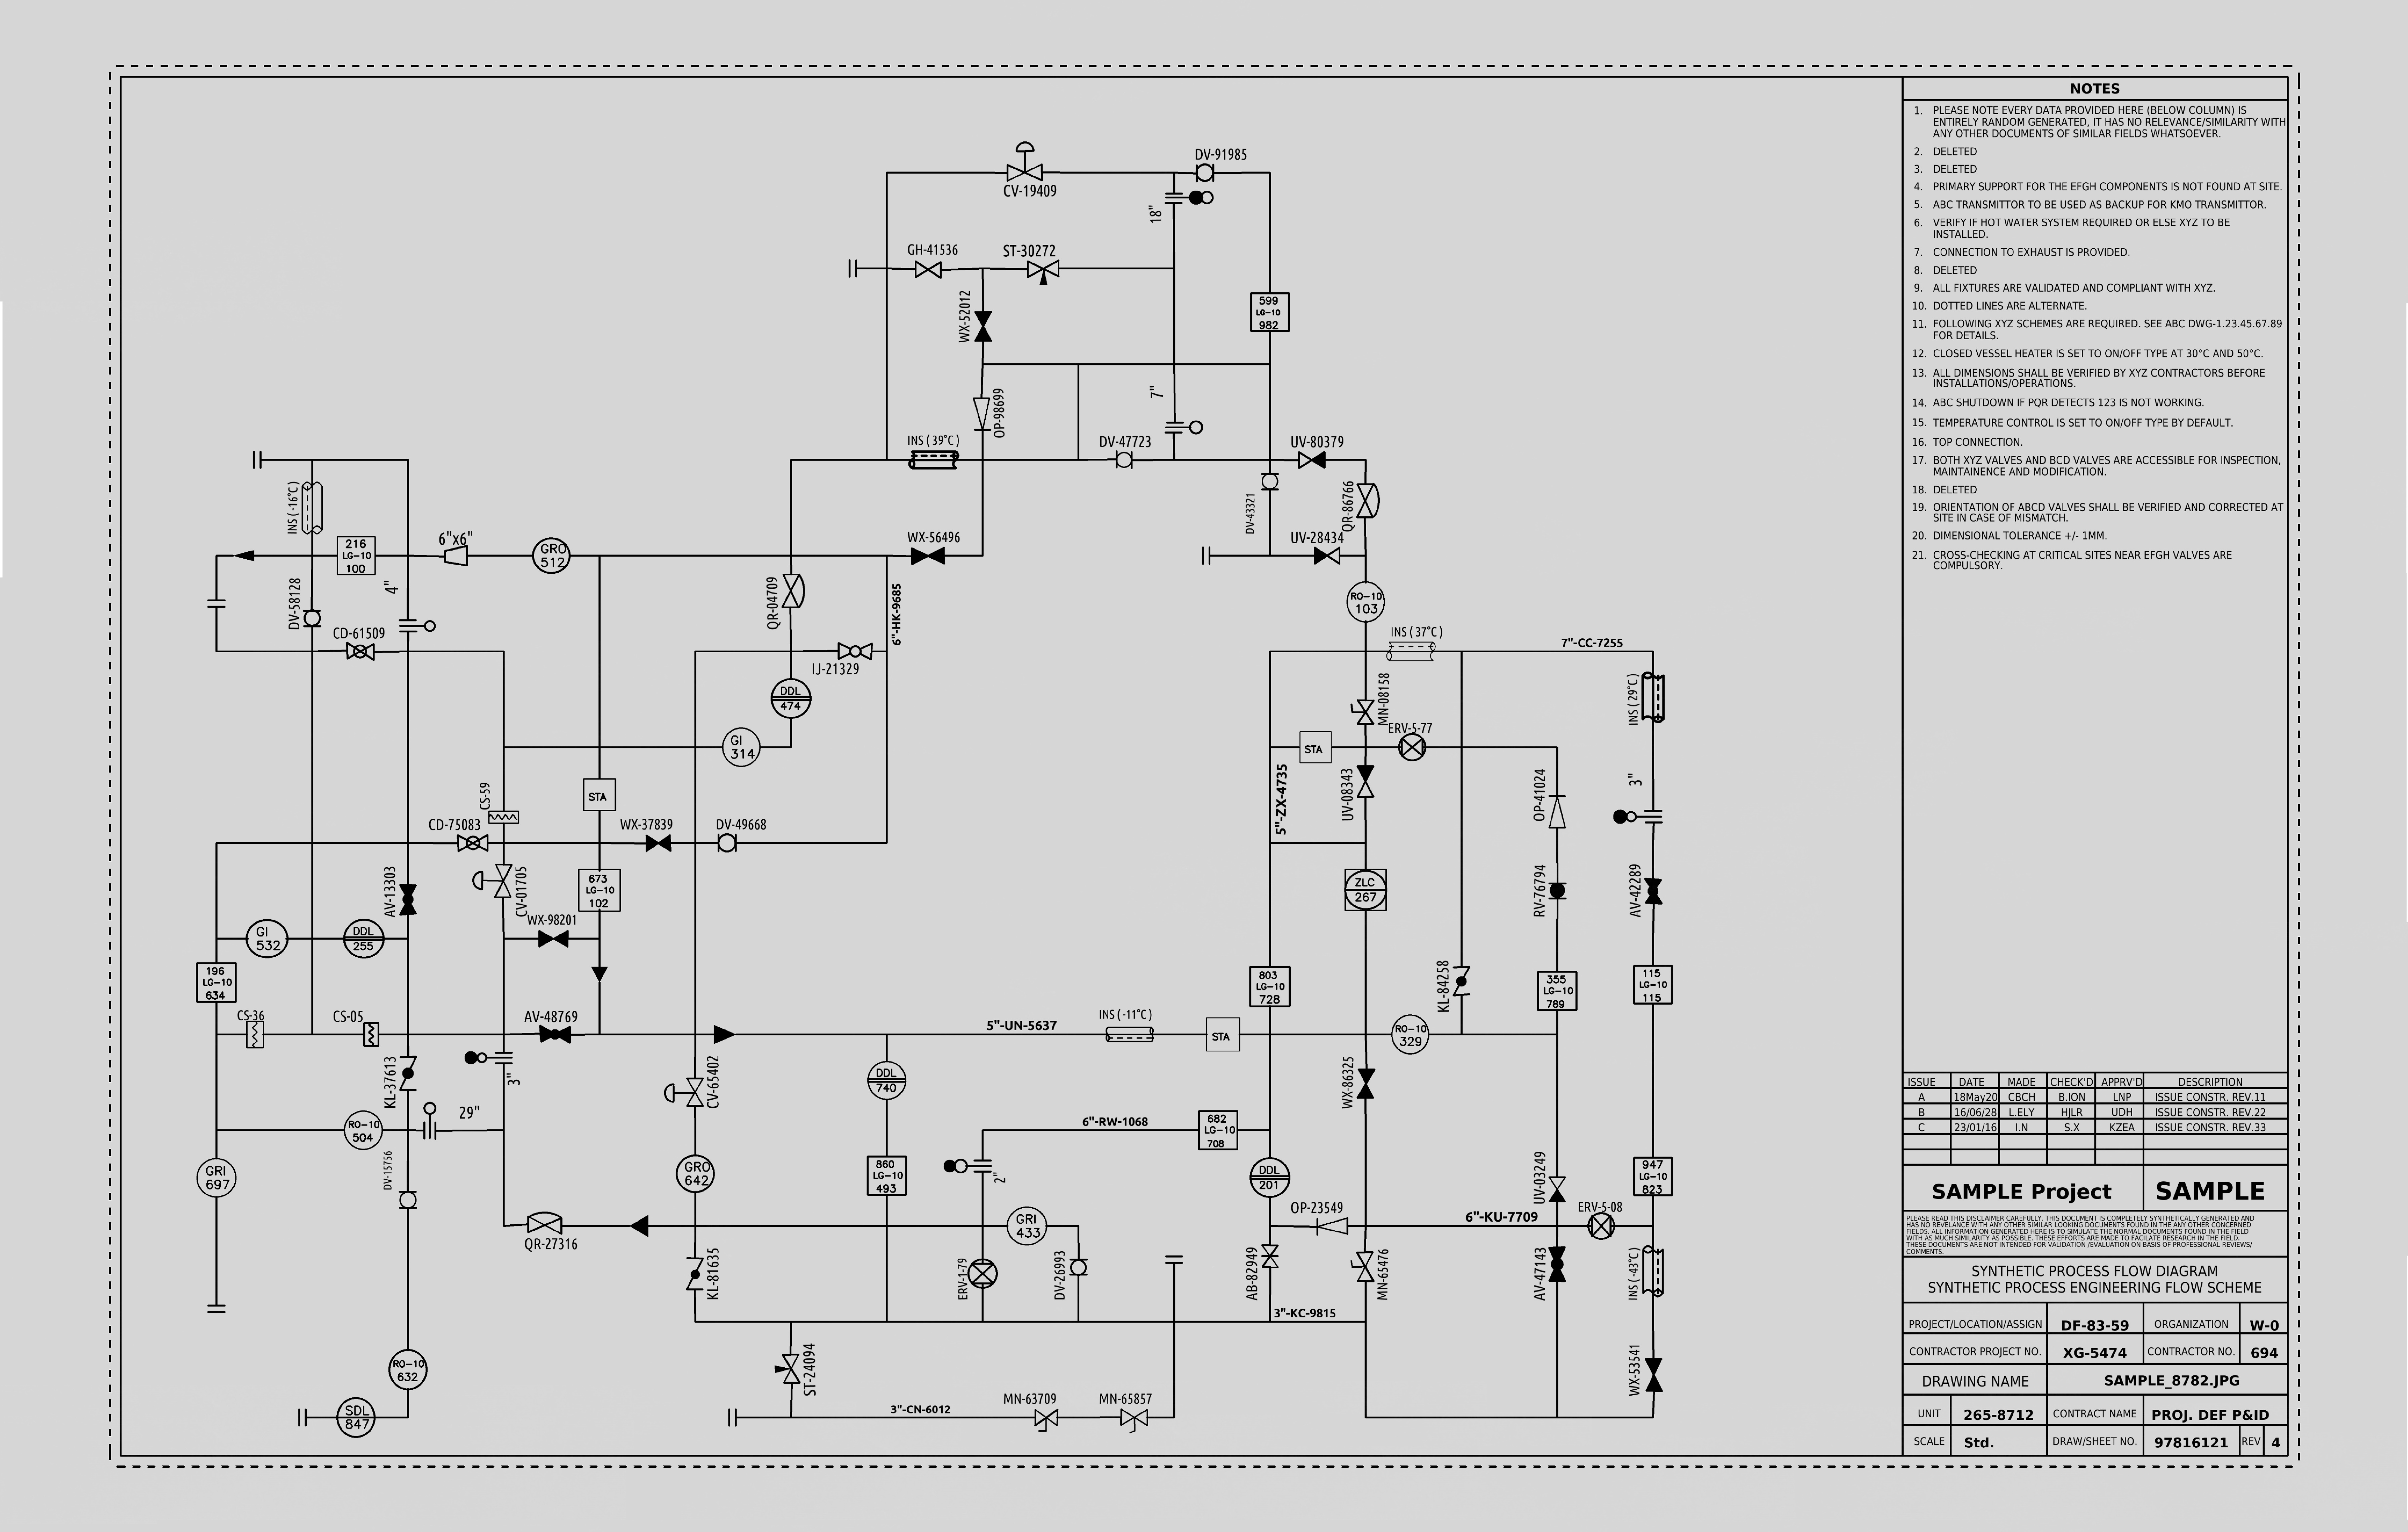 DV-91985
CV-19409
18"
GH-41536
ST-30272
WX-52012
599
LG-10
982
7"
OP-98699
INS ( 39°C)
DV-47723
UV-80379
INS (-16°C)
DV-43321
QR-86766
6"x6"
216
LG-10
100
GRO
512
WX-56496
UV-28434
4"
DV-58128
QR-04709
6"-HK-9685
RO-10
103
CD-61509
IJ-21329
INS ( 37°C)
7"-CC-7255
DDL
474
MN-08158
INS (29°C)
GI
314
STA
ERV-5-77
CS-59
STA
5"-ZX-4735
UV-08343
OP-41024
3"
CD-75083
WX-37839
DV-49668
AV-13303
CV-01705
673
LG-10
102
ZLC
267
RV-76794
AV-42289
WX-98201
GI
532
DDL
255
196
LG-10
634
803
LG-10
728
KL-84258
355
LG-10
789
115
LG-10
115
CS-36
CS-05
AV-48769
5"-UN-5637
INS (-11°C)
STA
RO-10
329
KL-37613
3"
CV-65402
DDL
740
WX-86325
29"
RO-10
504
6"-RW-1068
682
LG-10
708
GRI
697
DV-15756
GRO
642
860
LG-10
493
2"
DDL
201
UV-03249
947
LG-10
823
OP-23549
6"-KU-7709
ERV-5-08
GRI
433
QR-27316
KL-81635
ERV-1-79
DV-26993
AB-82949
MN-65476
AV-47143
INS (-43°C)
3"-KC-9815
RO-10
632
ST-24094
WX-53541
SDL
847
3"-CN-6012
MN-63709
MN-65857
NOTES
1. PLEASE NOTE EVERY DATA PROVIDED HERE (BELOW COLUMN) IS
ENTIRELY RANDOM GENERATED, IT HAS NO RELEVANCE/SIMILARITY WITH
ANY OTHER DOCUMENTS OF SIMILAR FIELDS WHATSOEVER.
2. DELETED
3. DELETED
4. PRIMARY SUPPORT FOR THE EFGH COMPONENTS IS NOT FOUND AT SITE.
5. ABC TRANSMITTOR TO BE USED AS BACKUP FOR KMO TRANSMITTOR.
6. VERIFY IF HOT WATER SYSTEM REQUIRED OR ELSE XYZ TO BE
INSTALLED.
7. CONNECTION TO EXHAUST IS PROVIDED.
8. DELETED
9. ALL FIXTURES ARE VALIDATED AND COMPLIANT WITH XYZ.
10. DOTTED LINES ARE ALTERNATE.
11. FOLLOWING XYZ SCHEMES ARE REQUIRED. SEE ABC DWG-1.23.45.67.89
FOR DETAILS.
12. CLOSED VESSEL HEATER IS SET TO ON/OFF TYPE AT 30°C AND 50°C.
13. ALL DIMENSIONS SHALL BE VERIFIED BY XYZ CONTRACTORS BEFORE
INSTALLATIONS/OPERATIONS.
14. ABC SHUTDOWN IF PQR DETECTS 123 IS NOT WORKING.
15. TEMPERATURE CONTROL IS SET TO ON/OFF TYPE BY DEFAULT.
16. TOP CONNECTION.
17. BOTH XYZ VALVES AND BCD VALVES ARE ACCESSIBLE FOR INSPECTION,
MAINTAINENCE AND MODIFICATION.
18. DELETED
19. ORIENTATION OF ABCD VALVES SHALL BE VERIFIED AND CORRECTED AT
SITE IN CASE OF MISMATCH.
20. DIMENSIONAL TOLERANCE +/- 1MM.
21. CROSS-CHECKING AT CRITICAL SITES NEAR EFGH VALVES ARE
COMPULSORY.
ISSUE DATE MADE CHECK'D APPRV'D DESCRIPTION
A 18May20 CBCH B.ION LNP ISSUE CONSTR. REV.11
B 16/06/28 L.ELY HJLR UDH ISSUE CONSTR. REV.22
C 23/01/16 I.N S.X KZEA ISSUE CONSTR. REV.33
SAMPLE Project SAMPLE
PLEASE READ THIS DISCLAIMER CAREFULLY. THIS DOCUMENT IS COMPLETELY SYNTHETICALLY GENERATED AND
HAS NO REVELANCE WITH ANY OTHER SIMILAR LOOKING DOCUMENTS FOUND IN THE ANY OTHER CONCERNED
FIELDS. ALL INFORMATION GENERATED HERE IS TO SIMULATE THE NORMAL DOCUMENTS FOUND IN THE FIELD
WITH AS MUCH SIMILARITY AS POSSIBLE. THESE EFFORTS ARE MADE TO FACILATE RESEARCH IN THE FIELD.
THESE DOCUMENTS ARE NOT INTENDED FOR VALIDATION /EVALUATION ON BASIS OF PROFESSIONAL REVIEWS/
COMMENTS.
SYNTHETIC PROCESS FLOW DIAGRAM
SYNTHETIC PROCESS ENGINEERING FLOW SCHEME
PROJECT/LOCATION/ASSIGN DF-83-59 ORGANIZATION W-0
CONTRACTOR PROJECT NO. XG-5474 CONTRACTOR NO. 694
DRAWING NAME SAMPLE_8782.JPG
UNIT 265-8712 CONTRACT NAME PROJ. DEF P&ID
SCALE Std. DRAW/SHEET NO. 97816121 REV 4